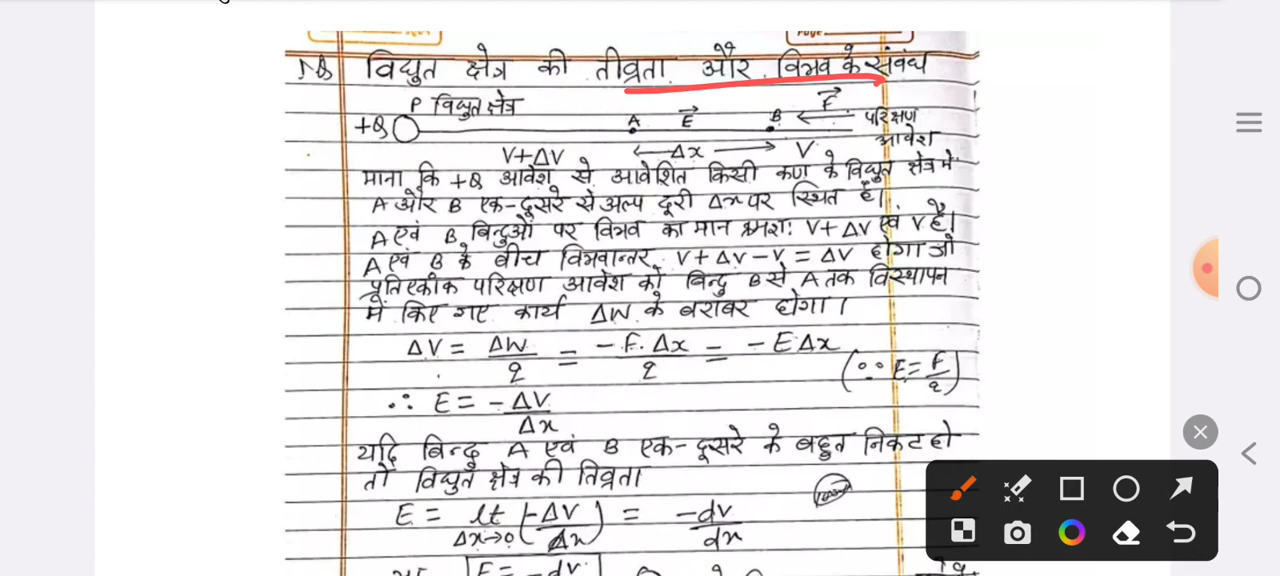 विद्युत क्षेत्र की तीव्रता और विभव के संबंध
P विद्युत क्षेत्र
+Q A E B F परिक्षण
आवेश
V+ΔV Δx V
माना कि +Q आवेश से आवेशित किसी कण के विद्युत क्षेत्र में
A और B एक-दूसरे से अल्प दूरी Δx पर स्थित है।
A एवं B बिन्दुओं पर विभव का मान क्रमश: V+ΔV एवं V है।
A एवं B के बीच विभवान्तर V+ΔV-V = ΔV होगा जो
प्रति एकांक परिक्षण आवेश को बिन्दु B से A तक विस्थापन
में किए गए कार्य ΔW के बराबर होगा।
ΔV = ΔW/q = -F.Δx/q = -EΔx
(∵ E = F/q)
∴ E = -ΔV/Δx
यदि बिन्दु A एवं B एक-दूसरे के बहुत निकट हो
तो विद्युत क्षेत्र की तिव्रता
E = lt Δx→0 (-ΔV/Δx) = -dv/dx
E = -dv